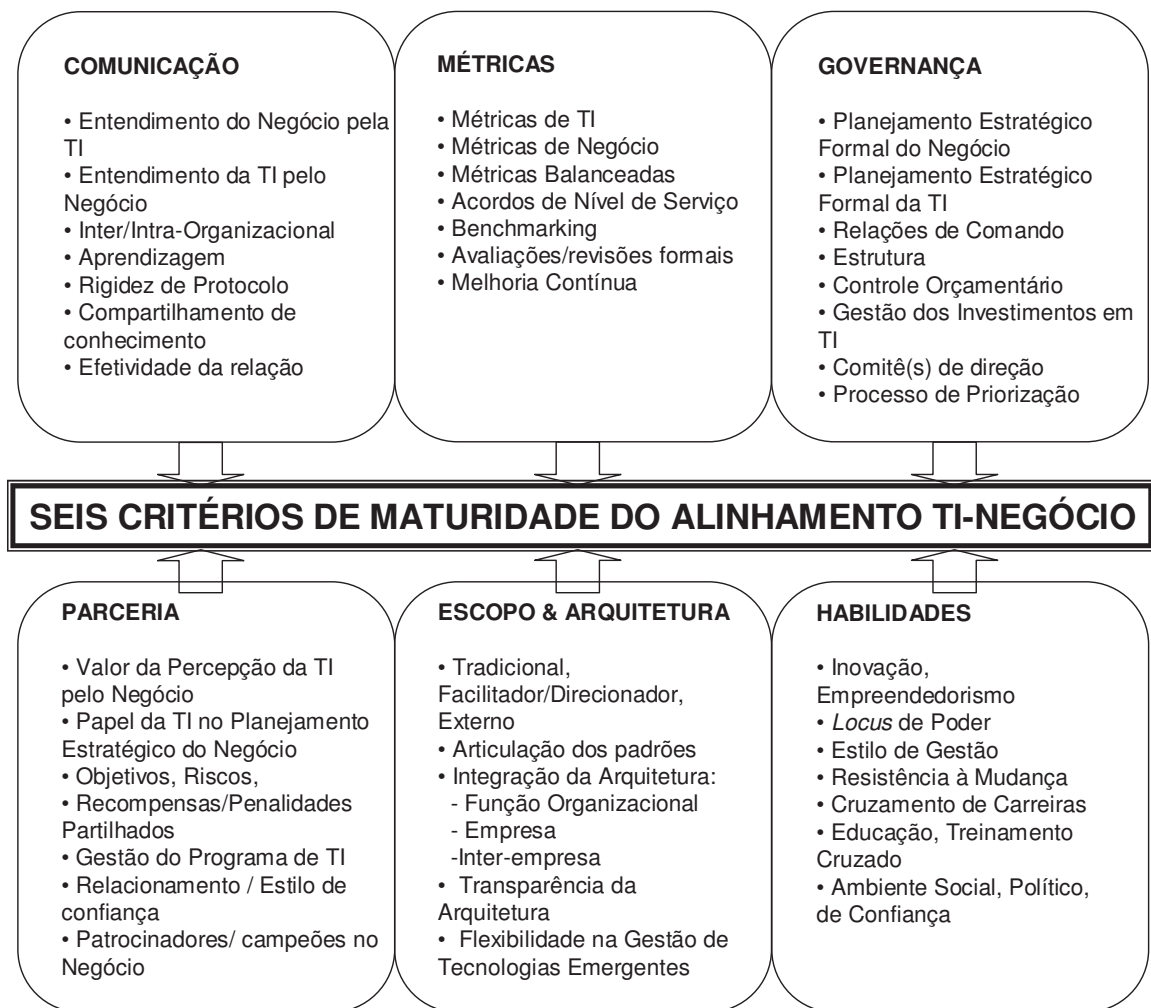 COMUNICAÇÃO
• Entendimento do Negócio pela
TI
• Entendimento da TI pelo
Negócio
• Inter/Intra-Organizacional
• Aprendizagem
• Rigidez de Protocolo
• Compartilhamento de
conhecimento
• Efetividade da relação
MÉTRICAS
• Métricas de TI
• Métricas de Negócio
• Métricas Balanceadas
• Acordos de Nível de Serviço
• Benchmarking
• Avaliações/revisões formais
• Melhoria Contínua
GOVERNANÇA
• Planejamento Estratégico
Formal do Negócio
• Planejamento Estratégico
Formal da TI
• Relações de Comando
• Estrutura
• Controle Orçamentário
• Gestão dos Investimentos em
TI
• Comitê(s) de direção
• Processo de Priorização
SEIS CRITÉRIOS DE MATURIDADE DO ALINHAMENTO TI-NEGÓCIO
PARCERIA
• Valor da Percepção da TI
pelo Negócio
• Papel da TI no Planejamento
Estratégico do Negócio
• Objetivos, Riscos,
• Recompensas/Penalidades
Partilhados
• Gestão do Programa de TI
• Relacionamento / Estilo de
confiança
• Patrocinadores/ campeões no
Negócio
ESCOPO & ARQUITETURA
• Tradicional,
Facilitador/Direcionador,
Externo
• Articulação dos padrões
• Integração da Arquitetura:
- Função Organizacional
- Empresa
-Inter-empresa
• Transparência da
Arquitetura
• Flexibilidade na Gestão de
Tecnologias Emergentes
HABILIDADES
• Inovação,
Empreendedorismo
• Locus de Poder
• Estilo de Gestão
• Resistência à Mudança
• Cruzamento de Carreiras
• Educação, Treinamento
Cruzado
• Ambiente Social, Político,
de Confiança